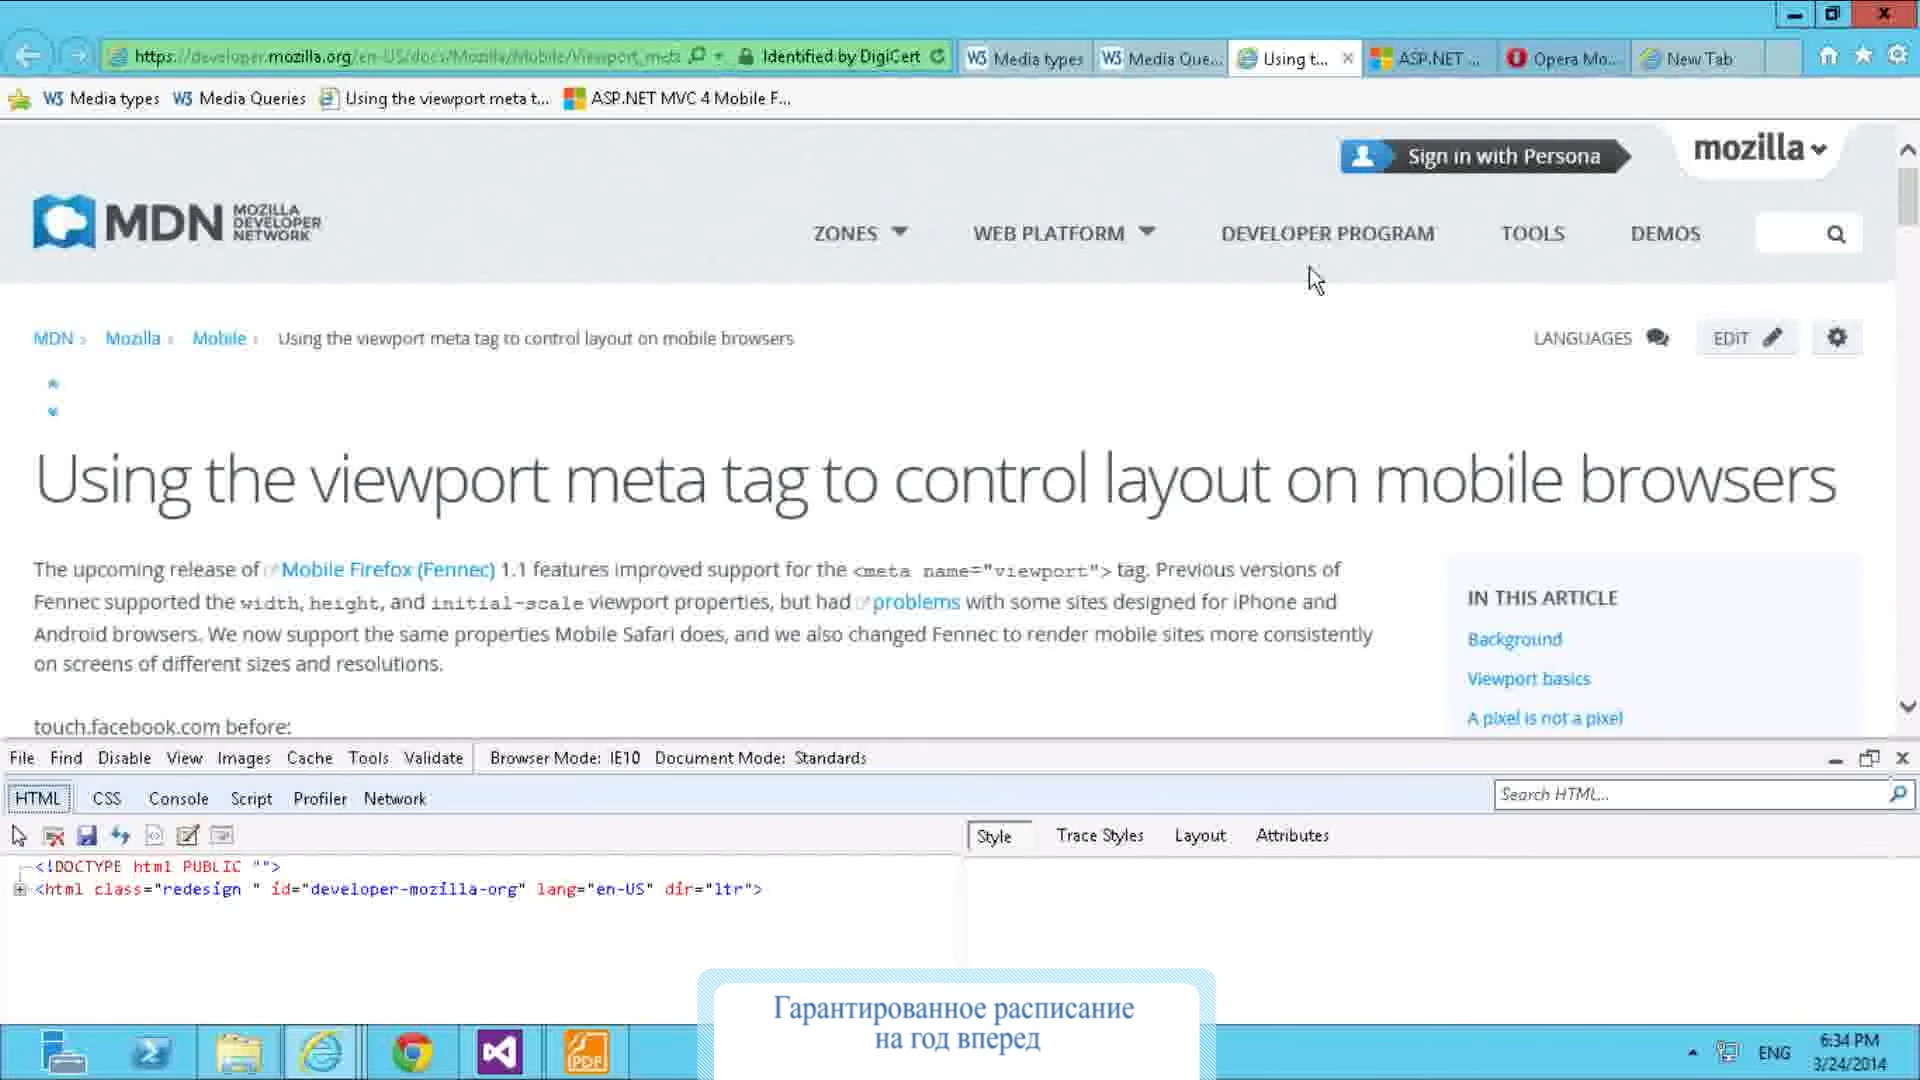 https://developer.mozilla.org/en-US/docs/Mozilla/Mobile/Viewport_meta
Identified by DigiCert
W3 Media types
W3 Media Que...
Using t...
ASP.NET ...
Opera Mo...
New Tab
W3 Media types
W3 Media Queries
Using the viewport meta t...
ASP.NET MVC 4 Mobile F...
Sign in with Persona
mozilla
MDN MOZILLA DEVELOPER NETWORK
ZONES
WEB PLATFORM
DEVELOPER PROGRAM
TOOLS
DEMOS
MDN
Mozilla
Mobile
Using the viewport meta tag to control layout on mobile browsers
LANGUAGES
EDIT
Using the viewport meta tag to control layout on mobile browsers
The upcoming release of Mobile Firefox (Fennec) 1.1 features improved support for the <meta name="viewport"> tag. Previous versions of
Fennec supported the width, height, and initial-scale viewport properties, but had problems with some sites designed for iPhone and
Android browsers. We now support the same properties Mobile Safari does, and we also changed Fennec to render mobile sites more consistently
on screens of different sizes and resolutions.
touch.facebook.com before:
IN THIS ARTICLE
Background
Viewport basics
A pixel is not a pixel
File Find Disable View Images Cache Tools Validate
Browser Mode: IE10 Document Mode: Standards
HTML CSS Console Script Profiler Network
Search HTML...
Style Trace Styles Layout Attributes
<!DOCTYPE html PUBLIC "">
<html class="redesign " id="developer-mozilla-org" lang="en-US" dir="ltr">
Гарантированное расписание
на год вперед
PDF
ENG
6:34 PM
3/24/2014